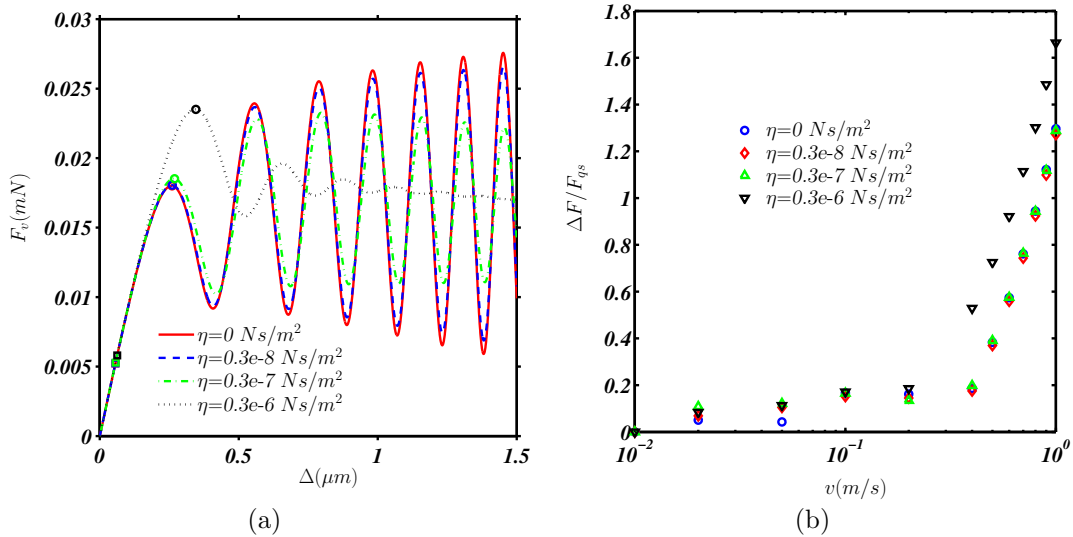 0.03
0.025
0.02
0.015
0.01
0.005
0
F_v(mN)
η=0 Ns/m²
η=0.3e-8 Ns/m²
η=0.3e-7 Ns/m²
η=0.3e-6 Ns/m²
0 0.5 1 1.5
Δ(μm)
(a)
1.8
1.6
1.4
1.2
1
0.8
0.6
0.4
0.2
0
ΔF/F_{qs}
η=0 Ns/m²
η=0.3e-8 Ns/m²
η=0.3e-7 Ns/m²
η=0.3e-6 Ns/m²
10⁻² 10⁻¹ 10⁰
v(m/s)
(b)